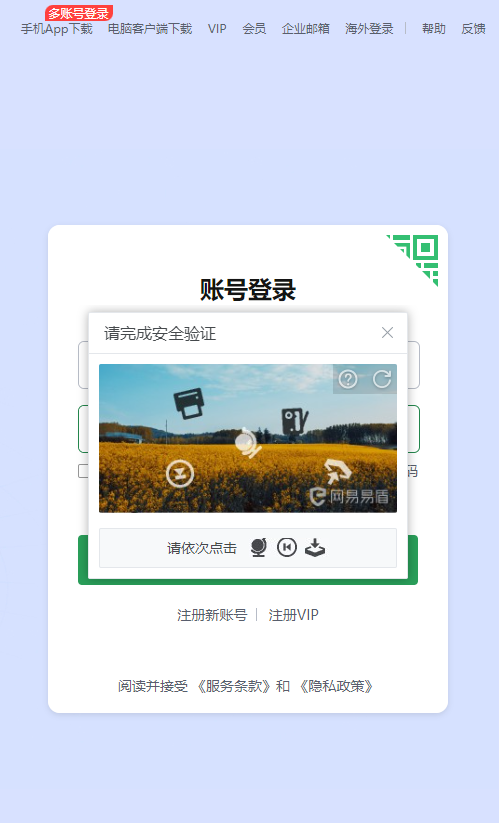 多账号登录
手机App下载 电脑客户端下载 VIP 会员 企业邮箱 海外登录 帮助 反馈
账号登录
请完成安全验证
码
网易易盾
请依次点击
注册新账号 注册VIP
阅读并接受《服务条款》和《隐私政策》